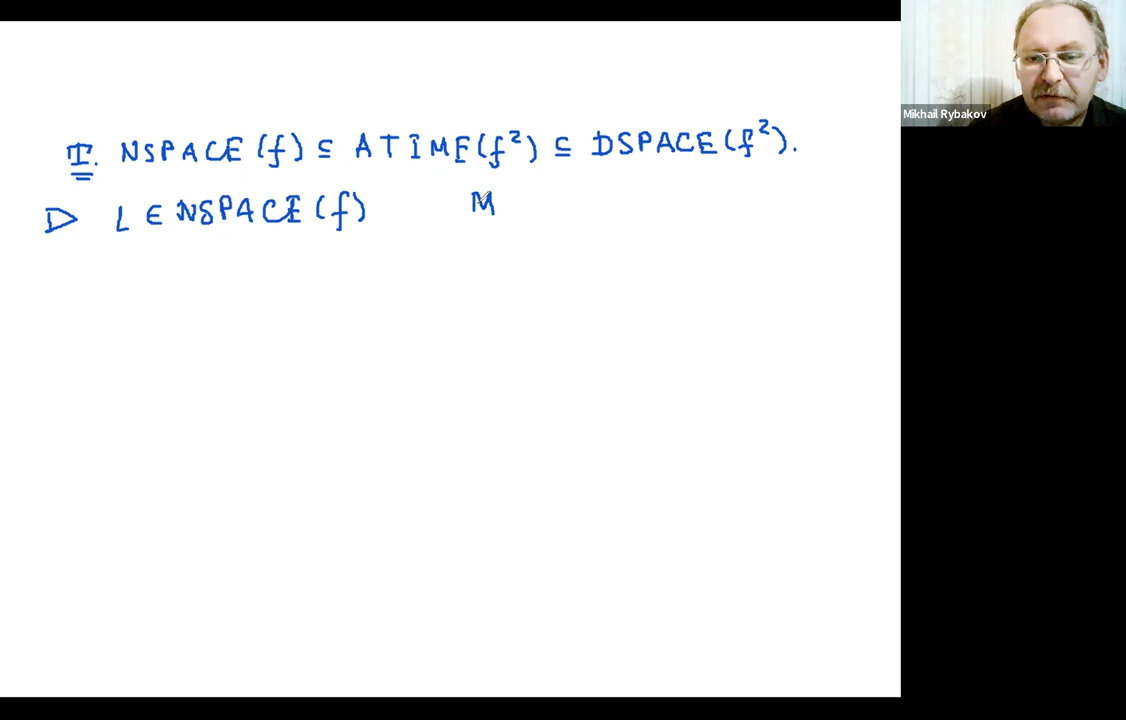 T. NSPACE(f) ⊆ ATIME(f²) ⊆ DSPACE(f²).
▷ L ∈ NSPACE(f) M
Mikhail Rybakov